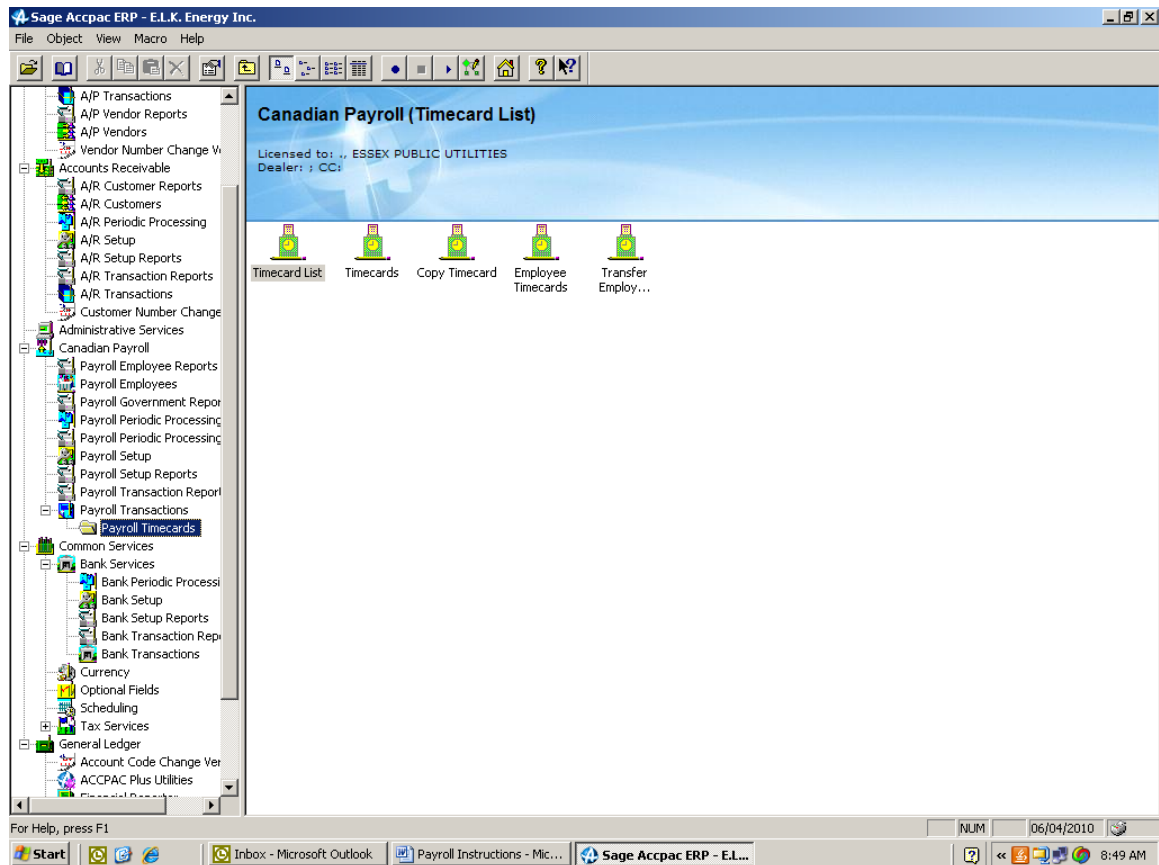 Sage Accpac ERP - E.L.K. Energy Inc.
File Object View Macro Help
A/P Transactions
A/P Vendor Reports
A/P Vendors
Vendor Number Change V
Accounts Receivable
A/R Customer Reports
A/R Customers
A/R Periodic Processing
A/R Setup
A/R Setup Reports
A/R Transaction Reports
A/R Transactions
Customer Number Change
Administrative Services
Canadian Payroll
Payroll Employee Reports
Payroll Employees
Payroll Government Repor
Payroll Periodic Processing
Payroll Periodic Processing
Payroll Setup
Payroll Setup Reports
Payroll Transaction Report
Payroll Transactions
Payroll Timecards
Common Services
Bank Services
Bank Periodic Processi
Bank Setup
Bank Setup Reports
Bank Transaction Rep
Bank Transactions
Currency
Optional Fields
Scheduling
Tax Services
General Ledger
Account Code Change Ver
ACCPAC Plus Utilities
Canadian Payroll (Timecard List)
Licensed to: ., ESSEX PUBLIC UTILITIES
Dealer: ; CC:
Timecard List
Timecards
Copy Timecard
Employee
Timecards
Transfer
Employ...
For Help, press F1
NUM
06/04/2010
Start
Inbox - Microsoft Outlook
Payroll Instructions - Mic...
Sage Accpac ERP - E.L...
8:49 AM